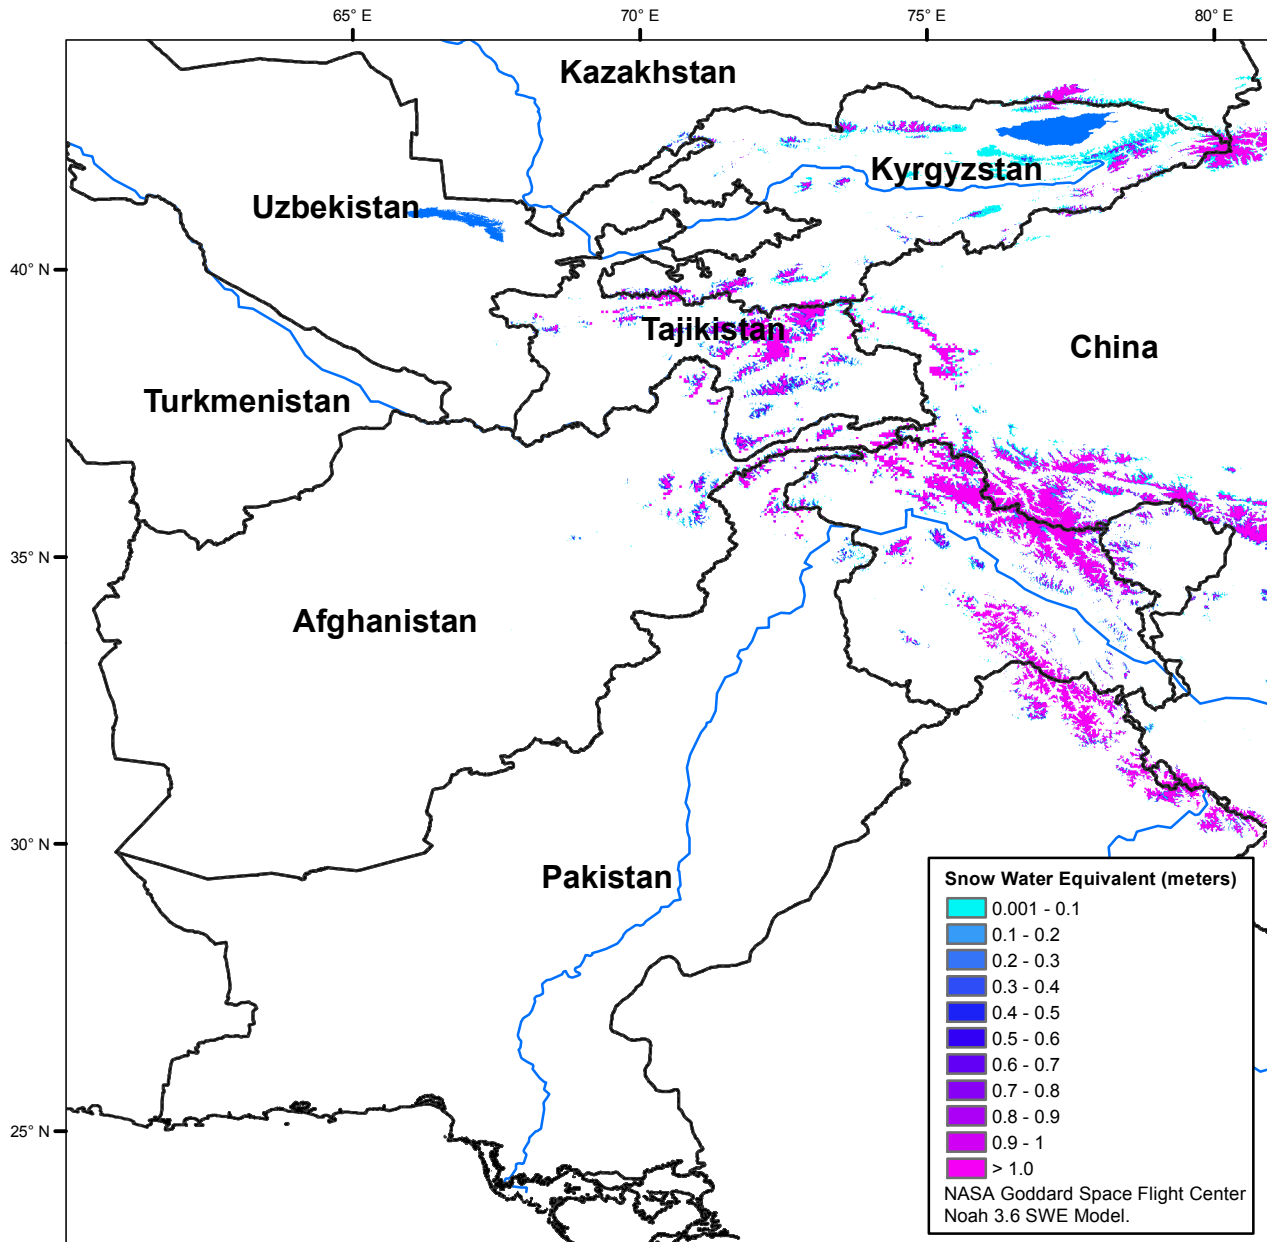 65° E
70° E
75° E
80° E
Kazakhstan
Kyrgyzstan
Uzbekistan
40° N
Tajikistan
China
Turkmenistan
35° N
Afghanistan
30° N
Pakistan
Snow Water Equivalent (meters)
0.001 - 0.1
0.1 - 0.2
0.2 - 0.3
0.3 - 0.4
0.4 - 0.5
0.5 - 0.6
0.6 - 0.7
0.7 - 0.8
0.8 - 0.9
0.9 - 1
> 1.0
NASA Goddard Space Flight Center
Noah 3.6 SWE Model.
25° N